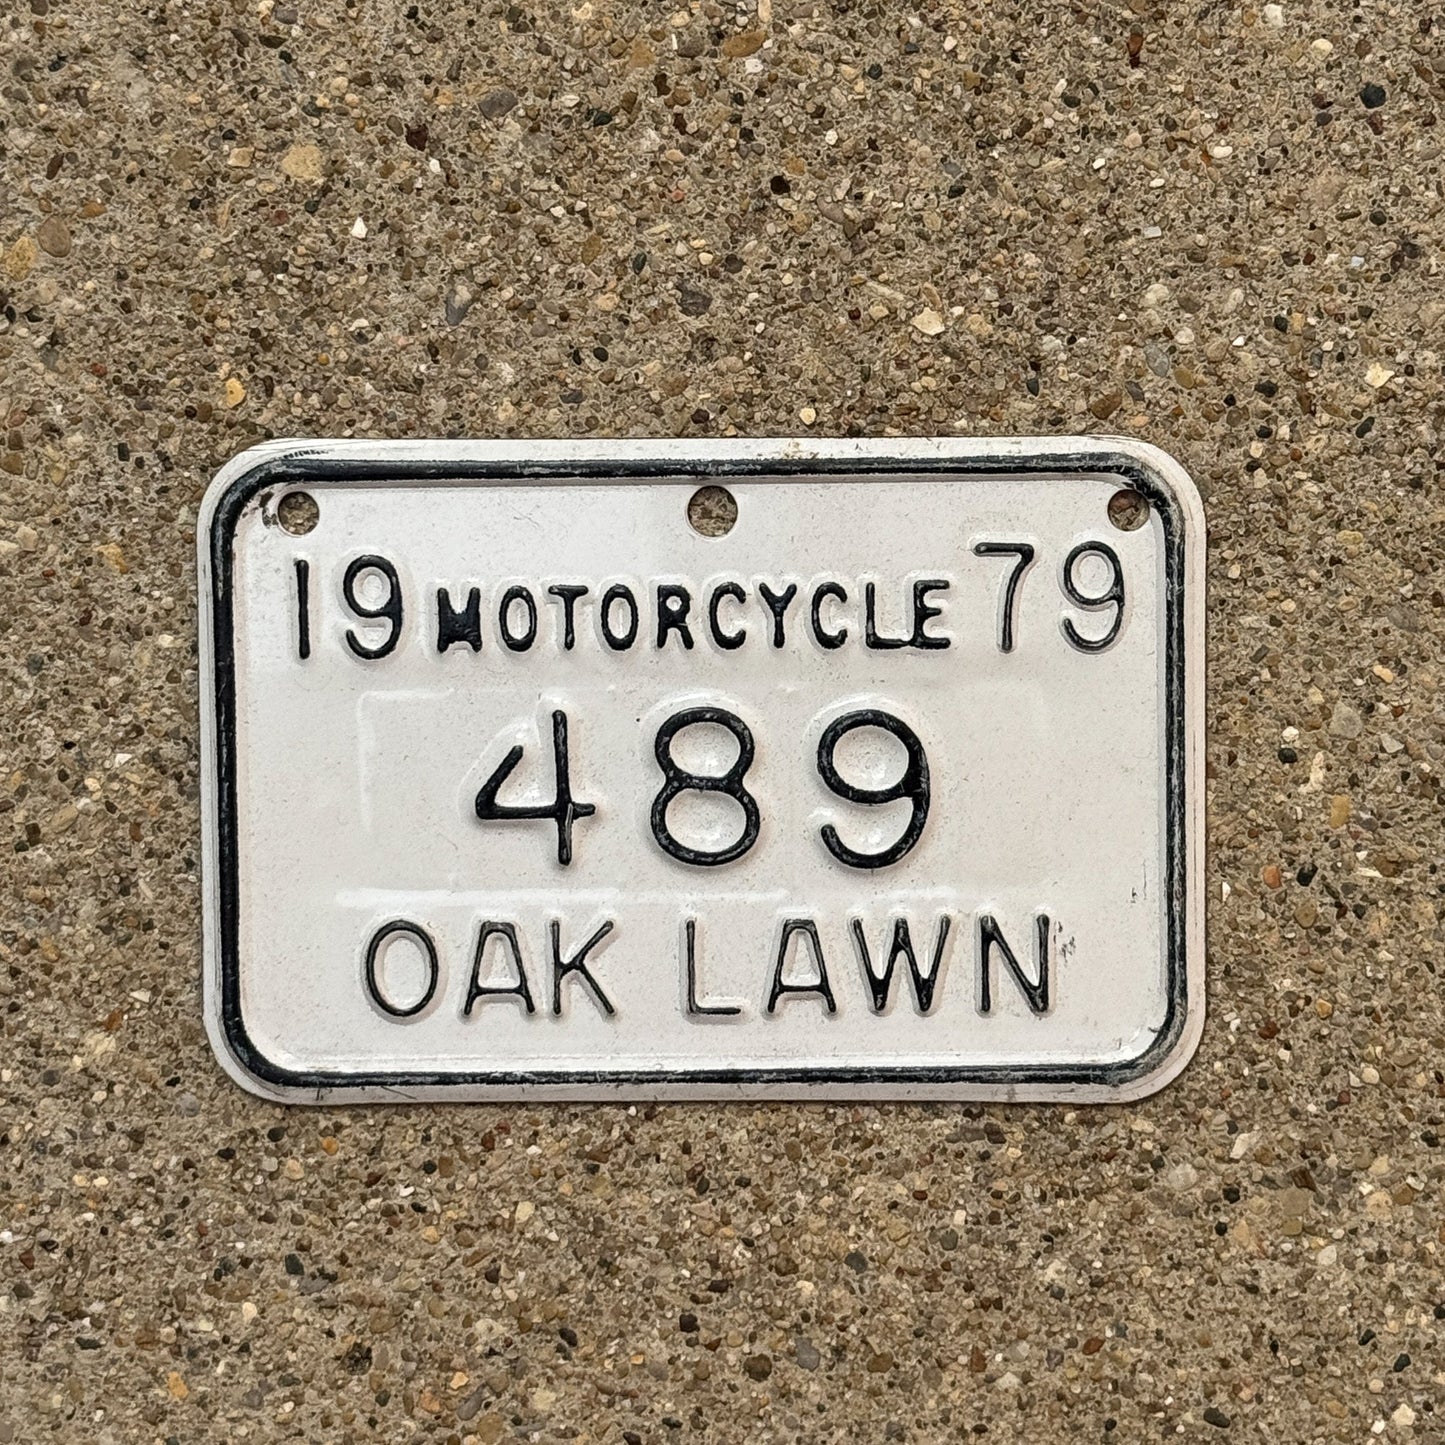 19 MOTORCYCLE 79
489
OAK LAWN